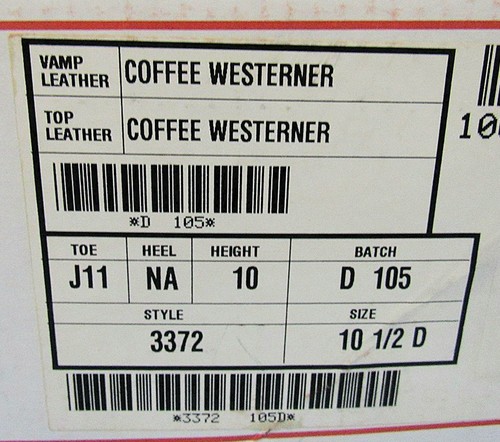 VAMP LEATHER COFFEE WESTERNER
TOP LEATHER COFFEE WESTERNER
*D 105*
TOE HEEL HEIGHT BATCH
J11 NA 10 D 105
STYLE SIZE
3372 10 1/2 D
*3372 105D*